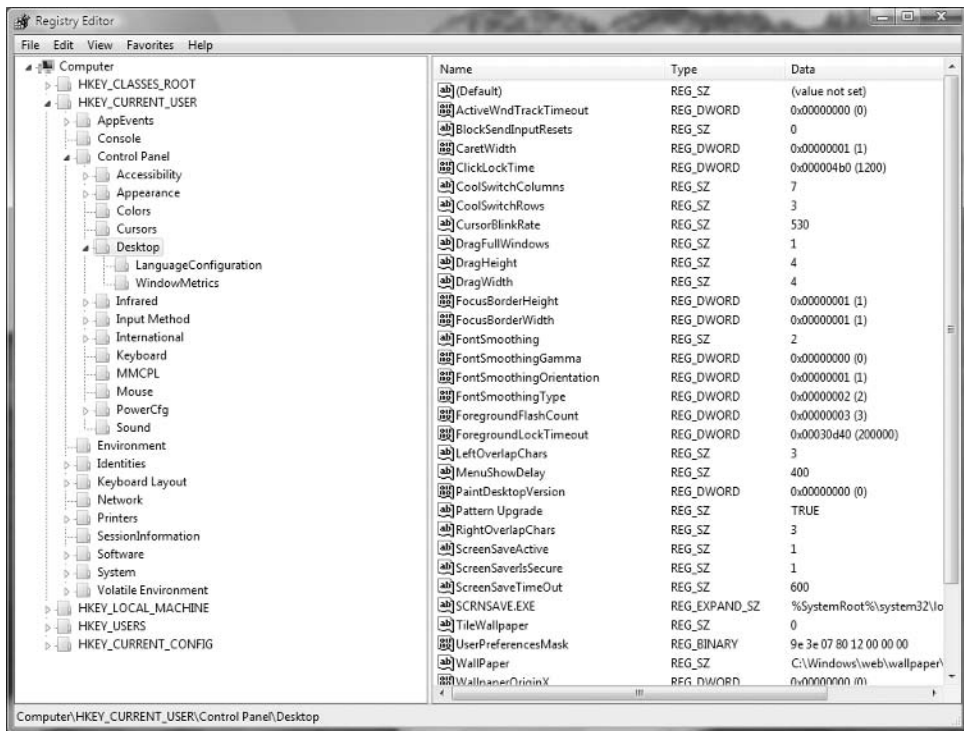 Registry Editor
File Edit View Favorites Help
Computer
HKEY_CLASSES_ROOT
HKEY_CURRENT_USER
AppEvents
Console
Control Panel
Accessibility
Appearance
Colors
Cursors
Desktop
LanguageConfiguration
WindowMetrics
Infrared
Input Method
International
Keyboard
MMCPL
Mouse
PowerCfg
Sound
Environment
Identities
Keyboard Layout
Network
Printers
SessionInformation
Software
System
Volatile Environment
HKEY_LOCAL_MACHINE
HKEY_USERS
HKEY_CURRENT_CONFIG
Name Type Data
(Default) REG_SZ (value not set)
ActiveWndTrackTimeout REG_DWORD 0x00000000 (0)
BlockSendInputResets REG_SZ 0
CaretWidth REG_DWORD 0x00000001 (1)
ClickLockTime REG_DWORD 0x000004b0 (1200)
CoolSwitchColumns REG_SZ 7
CoolSwitchRows REG_SZ 3
CursorBlinkRate REG_SZ 530
DragFullWindows REG_SZ 1
DragHeight REG_SZ 4
DragWidth REG_SZ 4
FocusBorderHeight REG_DWORD 0x00000001 (1)
FocusBorderWidth REG_DWORD 0x00000001 (1)
FontSmoothing REG_SZ 2
FontSmoothingGamma REG_DWORD 0x00000000 (0)
FontSmoothingOrientation REG_DWORD 0x00000001 (1)
FontSmoothingType REG_DWORD 0x00000002 (2)
ForegroundFlashCount REG_DWORD 0x00000003 (3)
ForegroundLockTimeout REG_DWORD 0x00030d40 (200000)
LeftOverlapChars REG_SZ 3
MenuShowDelay REG_SZ 400
PaintDesktopVersion REG_DWORD 0x00000000 (0)
Pattern Upgrade REG_SZ TRUE
RightOverlapChars REG_SZ 3
ScreenSaveActive REG_SZ 1
ScreenSaverIsSecure REG_SZ 1
ScreenSaveTimeOut REG_SZ 600
SCRNSAVE.EXE REG_EXPAND_SZ %SystemRoot%\system32\lo
TileWallpaper REG_SZ 0
UserPreferencesMask REG_BINARY 9e 3e 07 80 12 00 00 00
WallPaper REG_SZ C:\Windows\web\wallpaper\
WallpaperOriginX REG_DWORD 0x00000000 (0)
Computer\HKEY_CURRENT_USER\Control Panel\Desktop